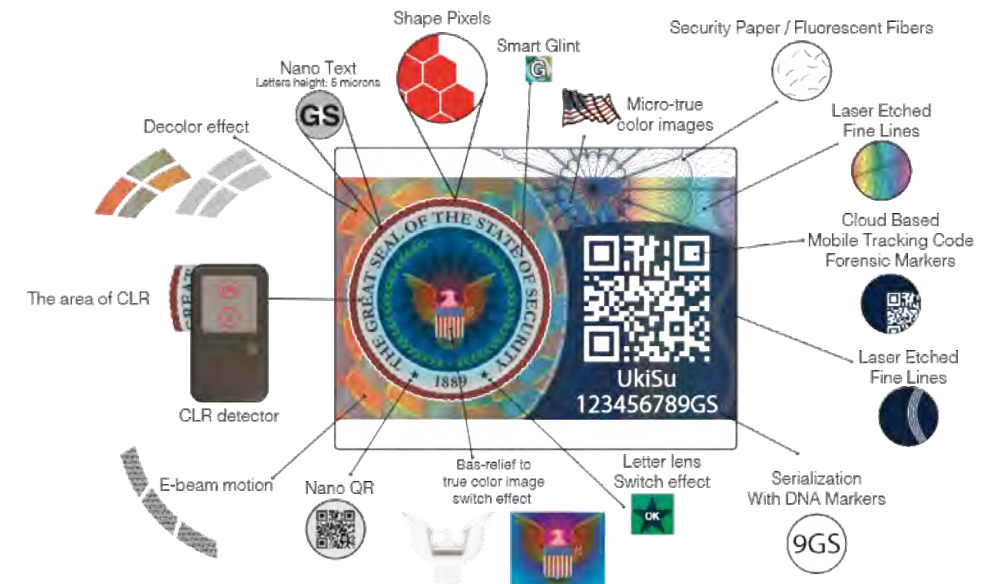 Shape Pixels
Security Paper / Fluorescent Fibers
Smart Glint
G
Nano Text
Letters height: 5 microns
GS
Micro-true
color images
Decolor effect
Laser Etched
Fine Lines
Cloud Based
Mobile Tracking Code
Forensic Markers
THE GREAT SEAL OF THE STATE OF SECURITY
1889
The area of CLR
GREAT
CLR detector
UkiSu
123456789GS
Laser Etched
Fine Lines
E-beam motion
Nano QR
Bas-relief to
true color image
switch effect
Letter lens
Switch effect
OK
Serialization
With DNA Markers
9GS